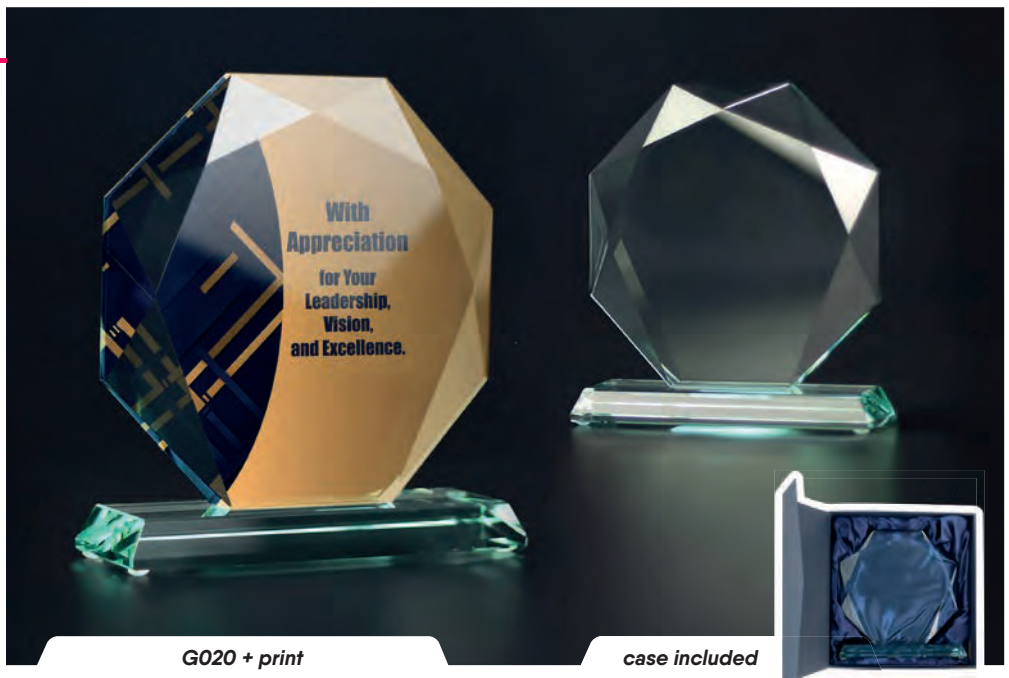 With
Appreciation
for Your
Leadership,
Vision,
and Excellence.
G020 + print
case included